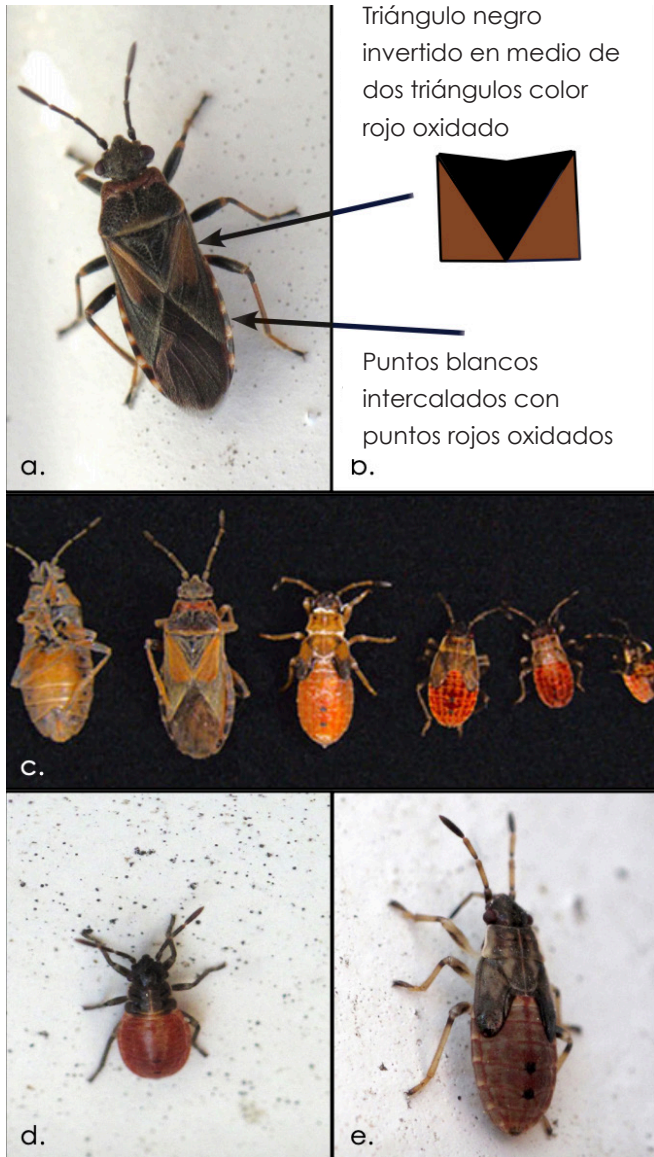 Triángulo negro
invertido en medio de
dos triángulos color
rojo oxidado
Puntos blancos
intercalados con
puntos rojos oxidados
a.
b.
c.
d.
e.